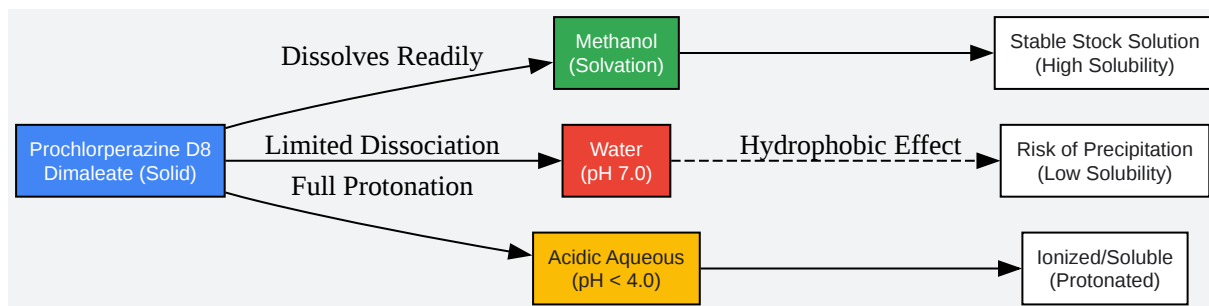 Prochlorperazine D8
Dimaleate (Solid)
Dissolves Readily
Methanol
(Solvation)
Stable Stock Solution
(High Solubility)
Limited Dissociation
Water
(pH 7.0)
Hydrophobic Effect
Risk of Precipitation
(Low Solubility)
Full Protonation
Acidic Aqueous
(pH < 4.0)
Ionized/Soluble
(Protonated)